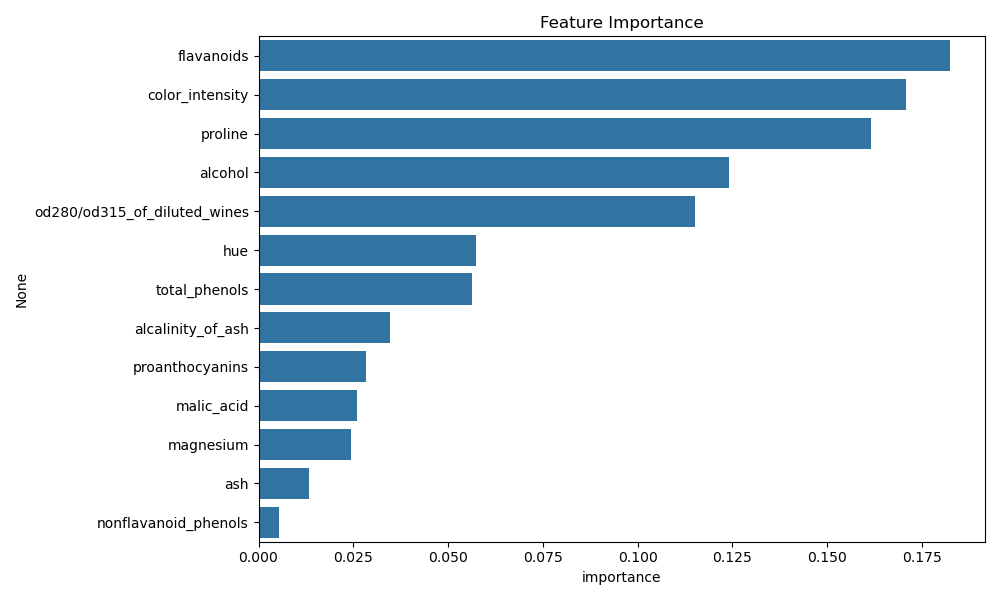 Feature Importance
flavanoids
color_intensity
proline
alcohol
od280/od315_of_diluted_wines
hue
total_phenols
alcalinity_of_ash
proanthocyanins
malic_acid
magnesium
ash
nonflavanoid_phenols
None
0.000 0.025 0.050 0.075 0.100 0.125 0.150 0.175
importance